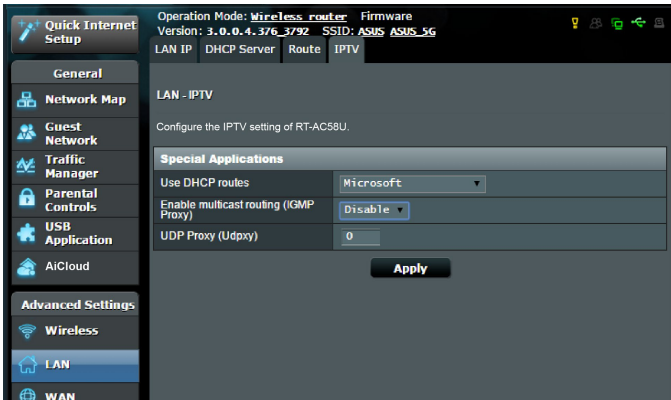 Quick Internet
Setup
Operation Mode: Wireless router Firmware
Version: 3.0.0.4.376_3792 SSID: ASUS ASUS_5G
LAN IP DHCP Server Route IPTV
General
Network Map
Guest
Network
Traffic
Manager
Parental
Controls
USB
Application
AiCloud
Advanced Settings
Wireless
LAN
WAN
LAN - IPTV
Configure the IPTV setting of RT-AC58U.
Special Applications
Use DHCP routes Microsoft
Enable multicast routing (IGMP
Proxy) Disable
UDP Proxy (Udpxy) 0
Apply